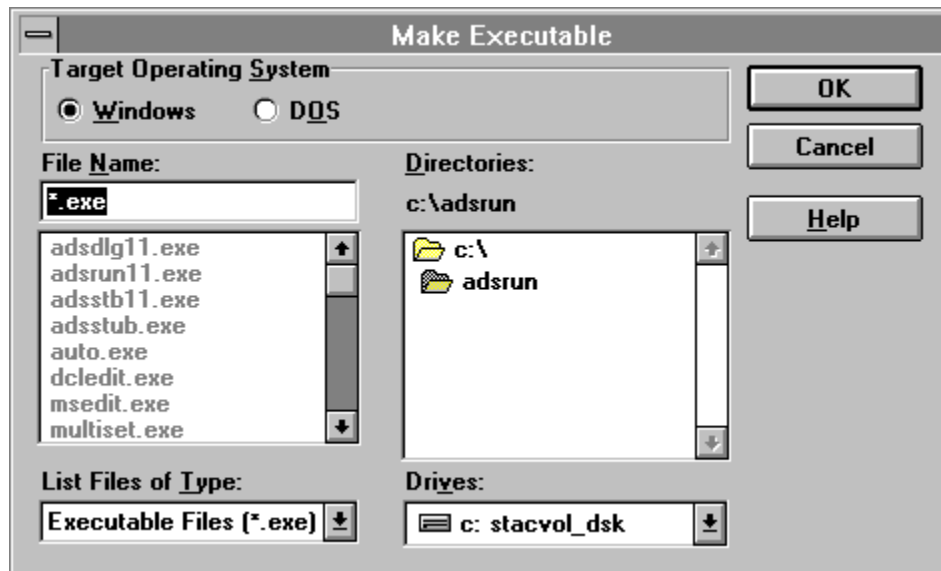 Make Executable
Target Operating System
Windows DOS
OK
Cancel
Help
File Name:
*.exe
adsdlg11.exe
adsrun11.exe
adsstb11.exe
adsstub.exe
auto.exe
dcledit.exe
msedit.exe
multiset.exe
Directories:
c:\adsrun
c:\
adsrun
List Files of Type:
Executable Files (*.exe)
Drives:
c: stacvol_dsk